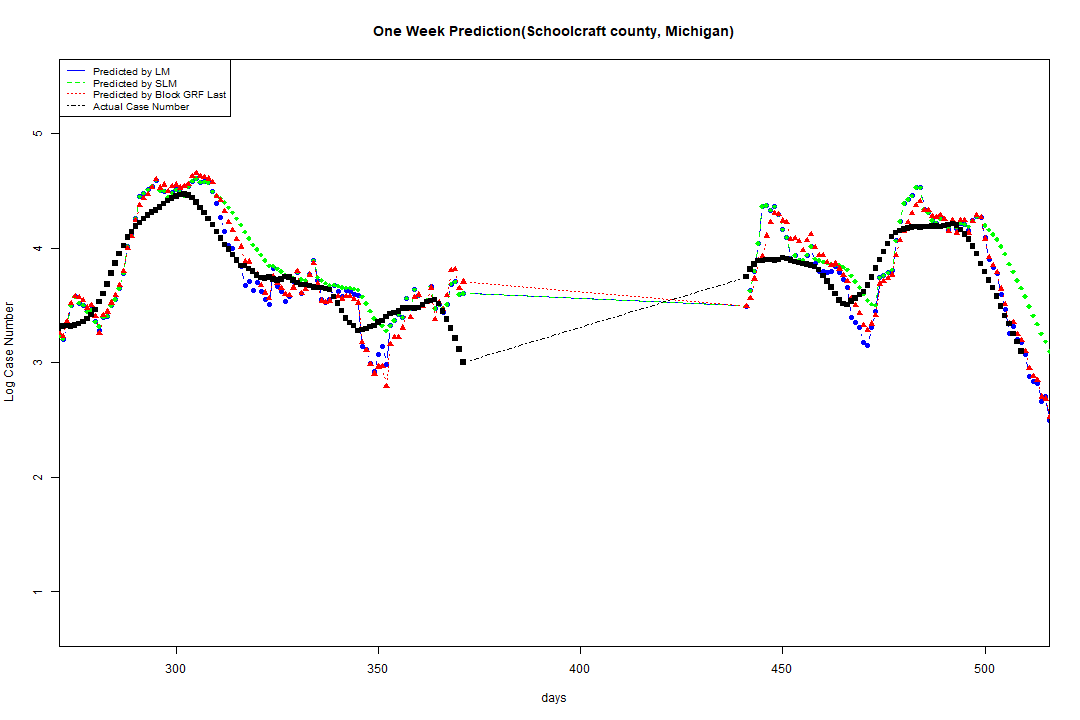 One Week Prediction(Schoolcraft county, Michigan)
Predicted by LM
Predicted by SLM
Predicted by Block GRF Last
Actual Case Number
5
4
3
2
1
Log Case Number
300 350 400 450 500
days